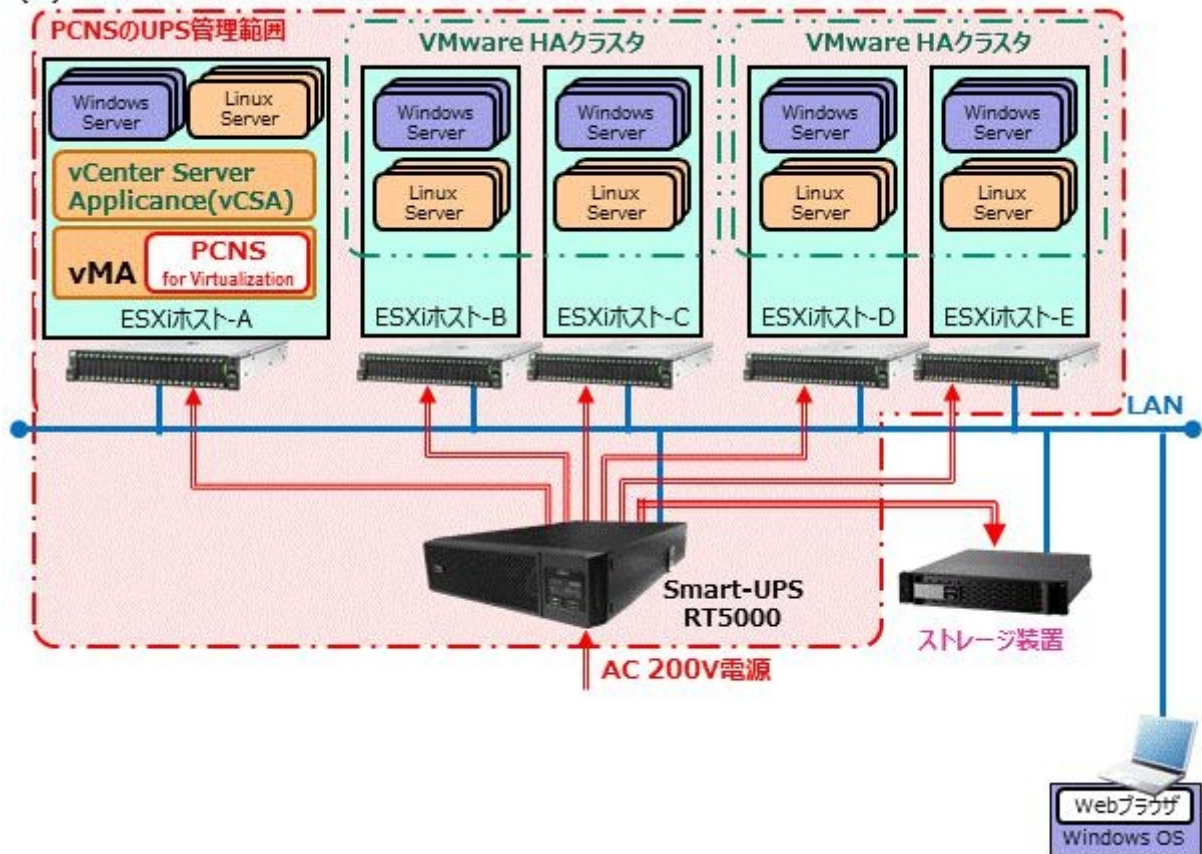 PCNSのUPS管理範囲
VMware HAクラスタ
VMware HAクラスタ
Windows
Server
Linux
Server
vCenter Server
Applicance(vCSA)
vMA
PCNS
for Virtualization
ESXiホスト-A
Windows
Server
Linux
Server
ESXiホスト-B
Windows
Server
Linux
Server
ESXiホスト-C
Windows
Server
Linux
Server
ESXiホスト-D
Windows
Server
Linux
Server
ESXiホスト-E
LAN
Smart-UPS
RT5000
ストレージ装置
AC 200V電源
Webブラウザ
Windows OS